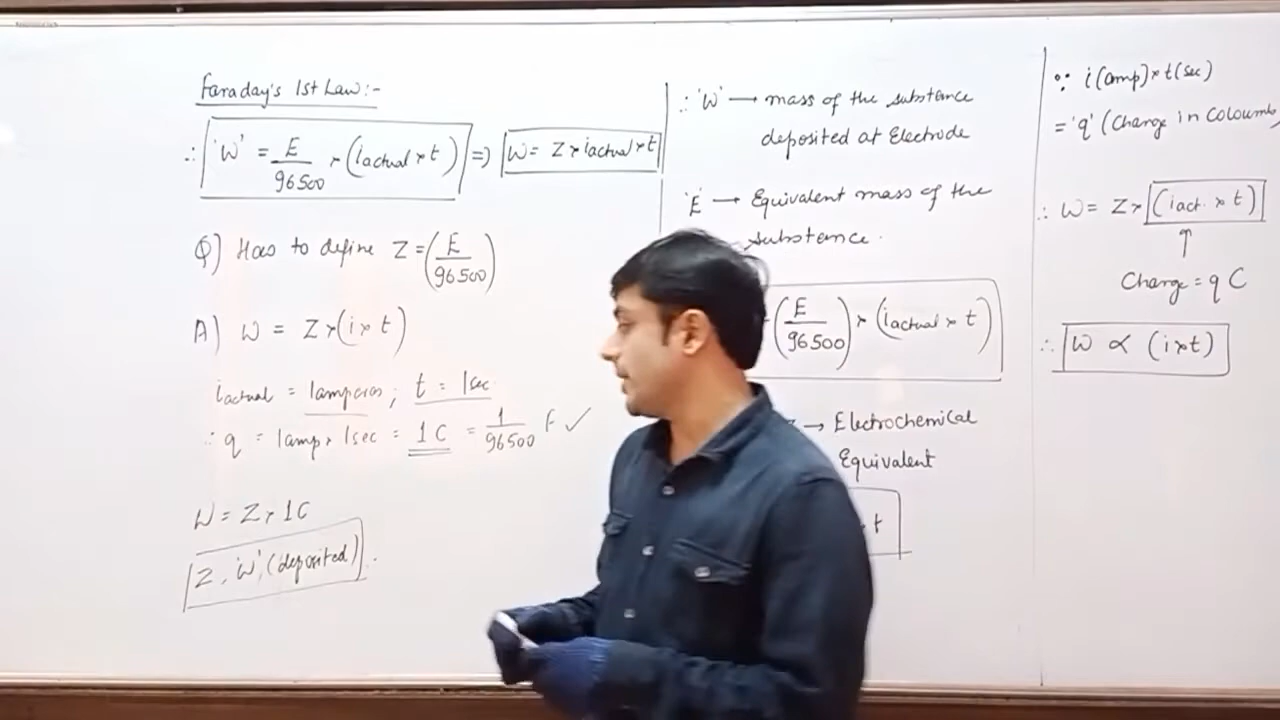 Faraday's 1st Law:-
∴ 'W' = E/96500 × (iactual × t) ⇒ W = Z × iactual × t
Q) How to define Z = (E/96500)
A) W = Z × (i × t)
iactual = 1amperes; t = 1sec
∴ q = 1amp × 1sec = 1C = 1/96500 F ✓
W = Z × 1C
Z, 'W' (deposited).
∴ 'W' → mass of the substance
deposited at Electrode
'E' → Equivalent mass of the
substance.
(E/96500) × (iactual × t)
→ Electrochemical
Equivalent
t
∵ i(amp) × t(sec)
= 'q' (Charge in Coloumbs
∴ W = Z × (iact. × t)
↑
Charge = q C
∴ W ∝ (i × t)